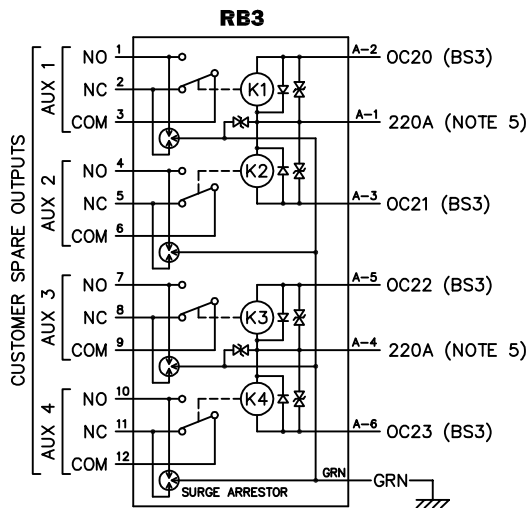 RB3
CUSTOMER SPARE OUTPUTS
AUX 1
NO 1
NC 2
COM 3
K1
A-2 OC20 (BS3)
A-1 220A (NOTE 5)
AUX 2
NO 4
NC 5
COM 6
K2
A-3 OC21 (BS3)
AUX 3
NO 7
NC 8
COM 9
K3
A-5 OC22 (BS3)
A-4 220A (NOTE 5)
AUX 4
NO 10
NC 11
COM 12
K4
A-6 OC23 (BS3)
SURGE ARRESTOR
GRN
GRN